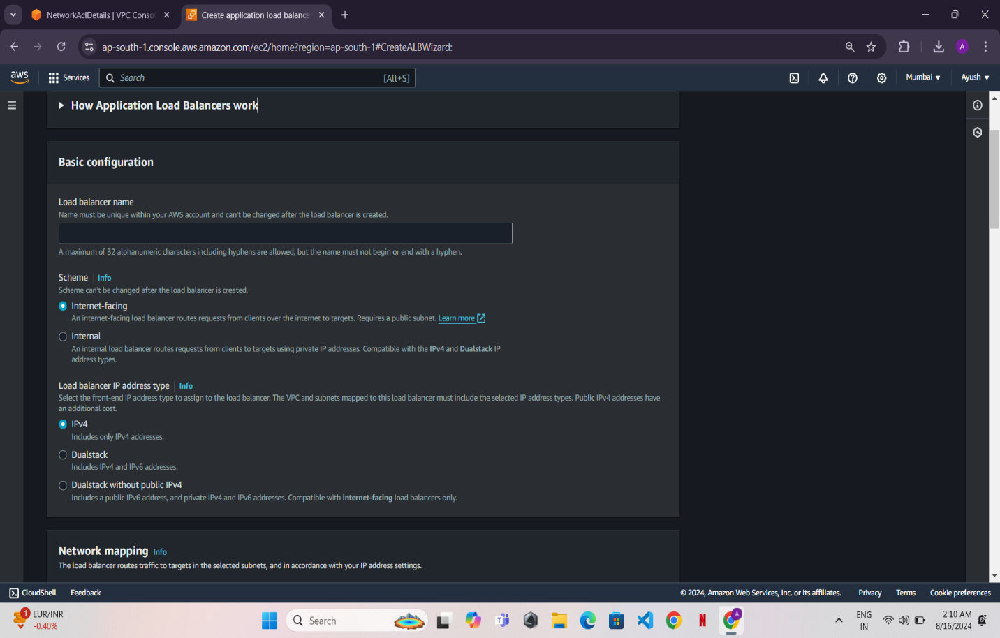 NetworkAclDetails | VPC Conso
Create application load balance
ap-south-1.console.aws.amazon.com/ec2/home?region=ap-south-1#CreateALBWizard:
A
aws
Services
Search
[Alt+S]
Mumbai
Ayush
How Application Load Balancers work
Basic configuration
Load balancer name
Name must be unique within your AWS account and can't be changed after the load balancer is created.
A maximum of 32 alphanumeric characters including hyphens are allowed, but the name must not begin or end with a hyphen.
Scheme Info
Scheme can't be changed after the load balancer is created.
Internet-facing
An internet-facing load balancer routes requests from clients over the internet to targets. Requires a public subnet. Learn more
Internal
An internal load balancer routes requests from clients to targets using private IP addresses. Compatible with the IPv4 and Dualstack IP
address types.
Load balancer IP address type Info
Select the front-end IP address type to assign to the load balancer. The VPC and subnets mapped to this load balancer must include the selected IP address types. Public IPv4 addresses have
an additional cost.
IPv4
Includes only IPv4 addresses.
Dualstack
Includes IPv4 and IPv6 addresses.
Dualstack without public IPv4
Includes a public IPv6 address, and private IPv4 and IPv6 addresses. Compatible with internet-facing load balancers only.
Network mapping Info
The load balancer routes traffic to targets in the selected subnets, and in accordance with your IP address settings.
CloudShell
Feedback
© 2024, Amazon Web Services, Inc. or its affiliates.
Privacy
Terms
Cookie preferences
1
EUR/INR
-0.40%
Search
N
A
ENG
IN
2:10 AM
8/16/2024